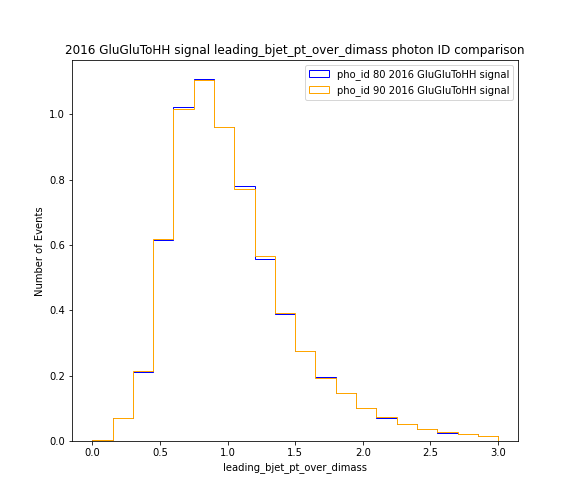 2016 GluGluToHH signal leading_bjet_pt_over_dimass photon ID comparison
pho_id 80 2016 GluGluToHH signal
pho_id 90 2016 GluGluToHH signal
1.0
0.8
0.6
0.4
0.2
0.0
Number of Events
0.0 0.5 1.0 1.5 2.0 2.5 3.0
leading_bjet_pt_over_dimass